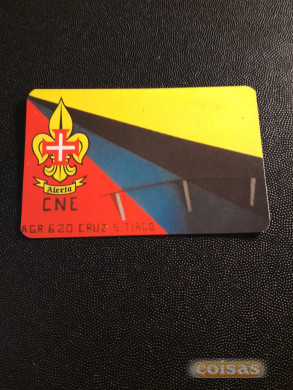 Alerta
CNE
AGR 620 CRUZ S TIAGO
coisas